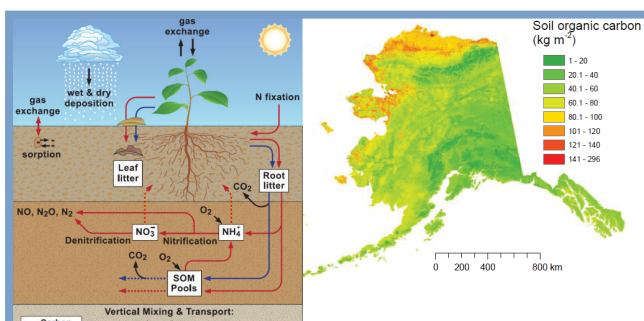 gas
exchange
wet & dry
deposition
gas
exchange
N fixation
sorption
Leaf
litter
Root
litter
CO2
O2
NO, N2O, N2
NO3-
NH4+
Denitrification
Nitrification
CO2
O2
SOM
Pools
Vertical Mixing & Transport:
Soil organic carbon
(kg m-2)
1 - 20
20.1 - 40
40.1 - 60
60.1 - 80
80.1 - 100
101 - 120
121 - 140
141 - 296
0 200 400 800 km